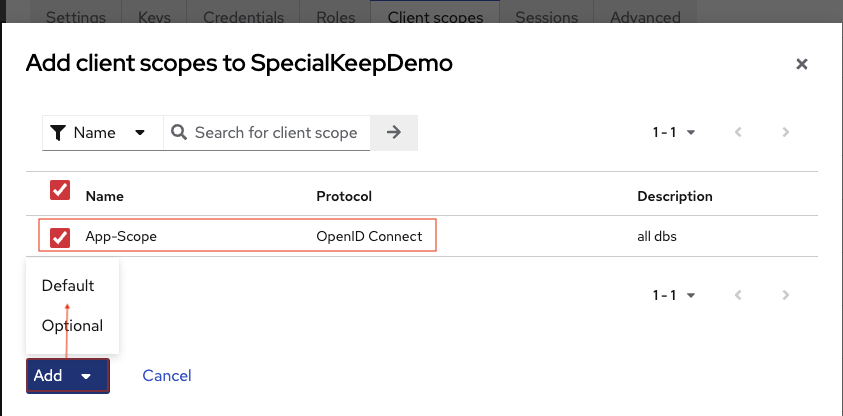 Settings Keys Credentials Roles Client scopes Sessions Advanced
Add client scopes to SpecialKeepDemo
Name Search for client scope 1 - 1
Name Protocol Description
App-Scope OpenID Connect all dbs
Default
1 - 1
Optional
Add Cancel